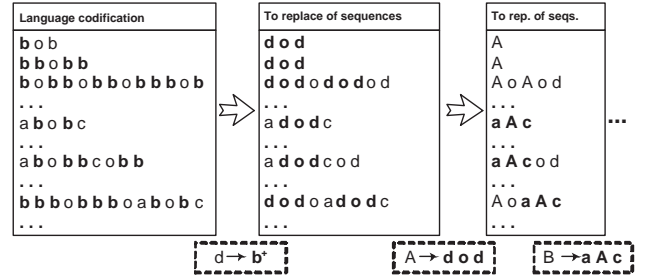 Language codification
b o b
b b o b b
b o b b o b b o b b b o b
. . .
a b o b c
. . .
a b o b b c o b b
. . .
b b b o b b b o a b o b c
. . .
To replace of sequences
d o d
d o d
d o d o d o d o d
. . .
a d o d c
. . .
a d o d c o d
. . .
d o d o a d o d c
. . .
To rep. of seqs.
A
A
A o A o d
. . .
a A c
. . .
a A c o d
. . .
A o a A c
. . .
...
d → b+
A → d o d
B → a A c